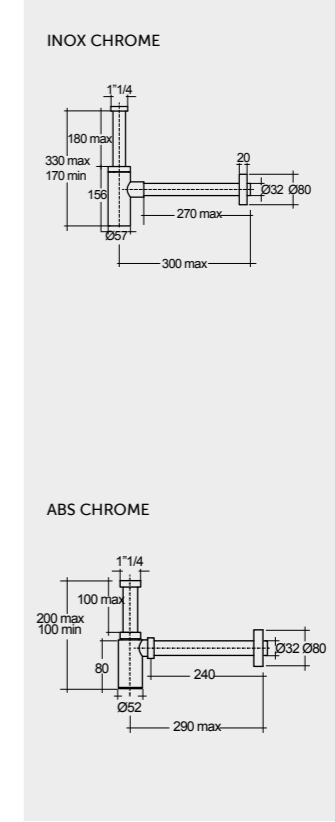 INOX CHROME
1"1/4
180 max
330 max
170 min
156
20
Ø32 Ø80
270 max
Ø57
300 max
ABS CHROME
1"1/4
100 max
200 max
100 min
80
Ø32 Ø80
240
Ø52
290 max